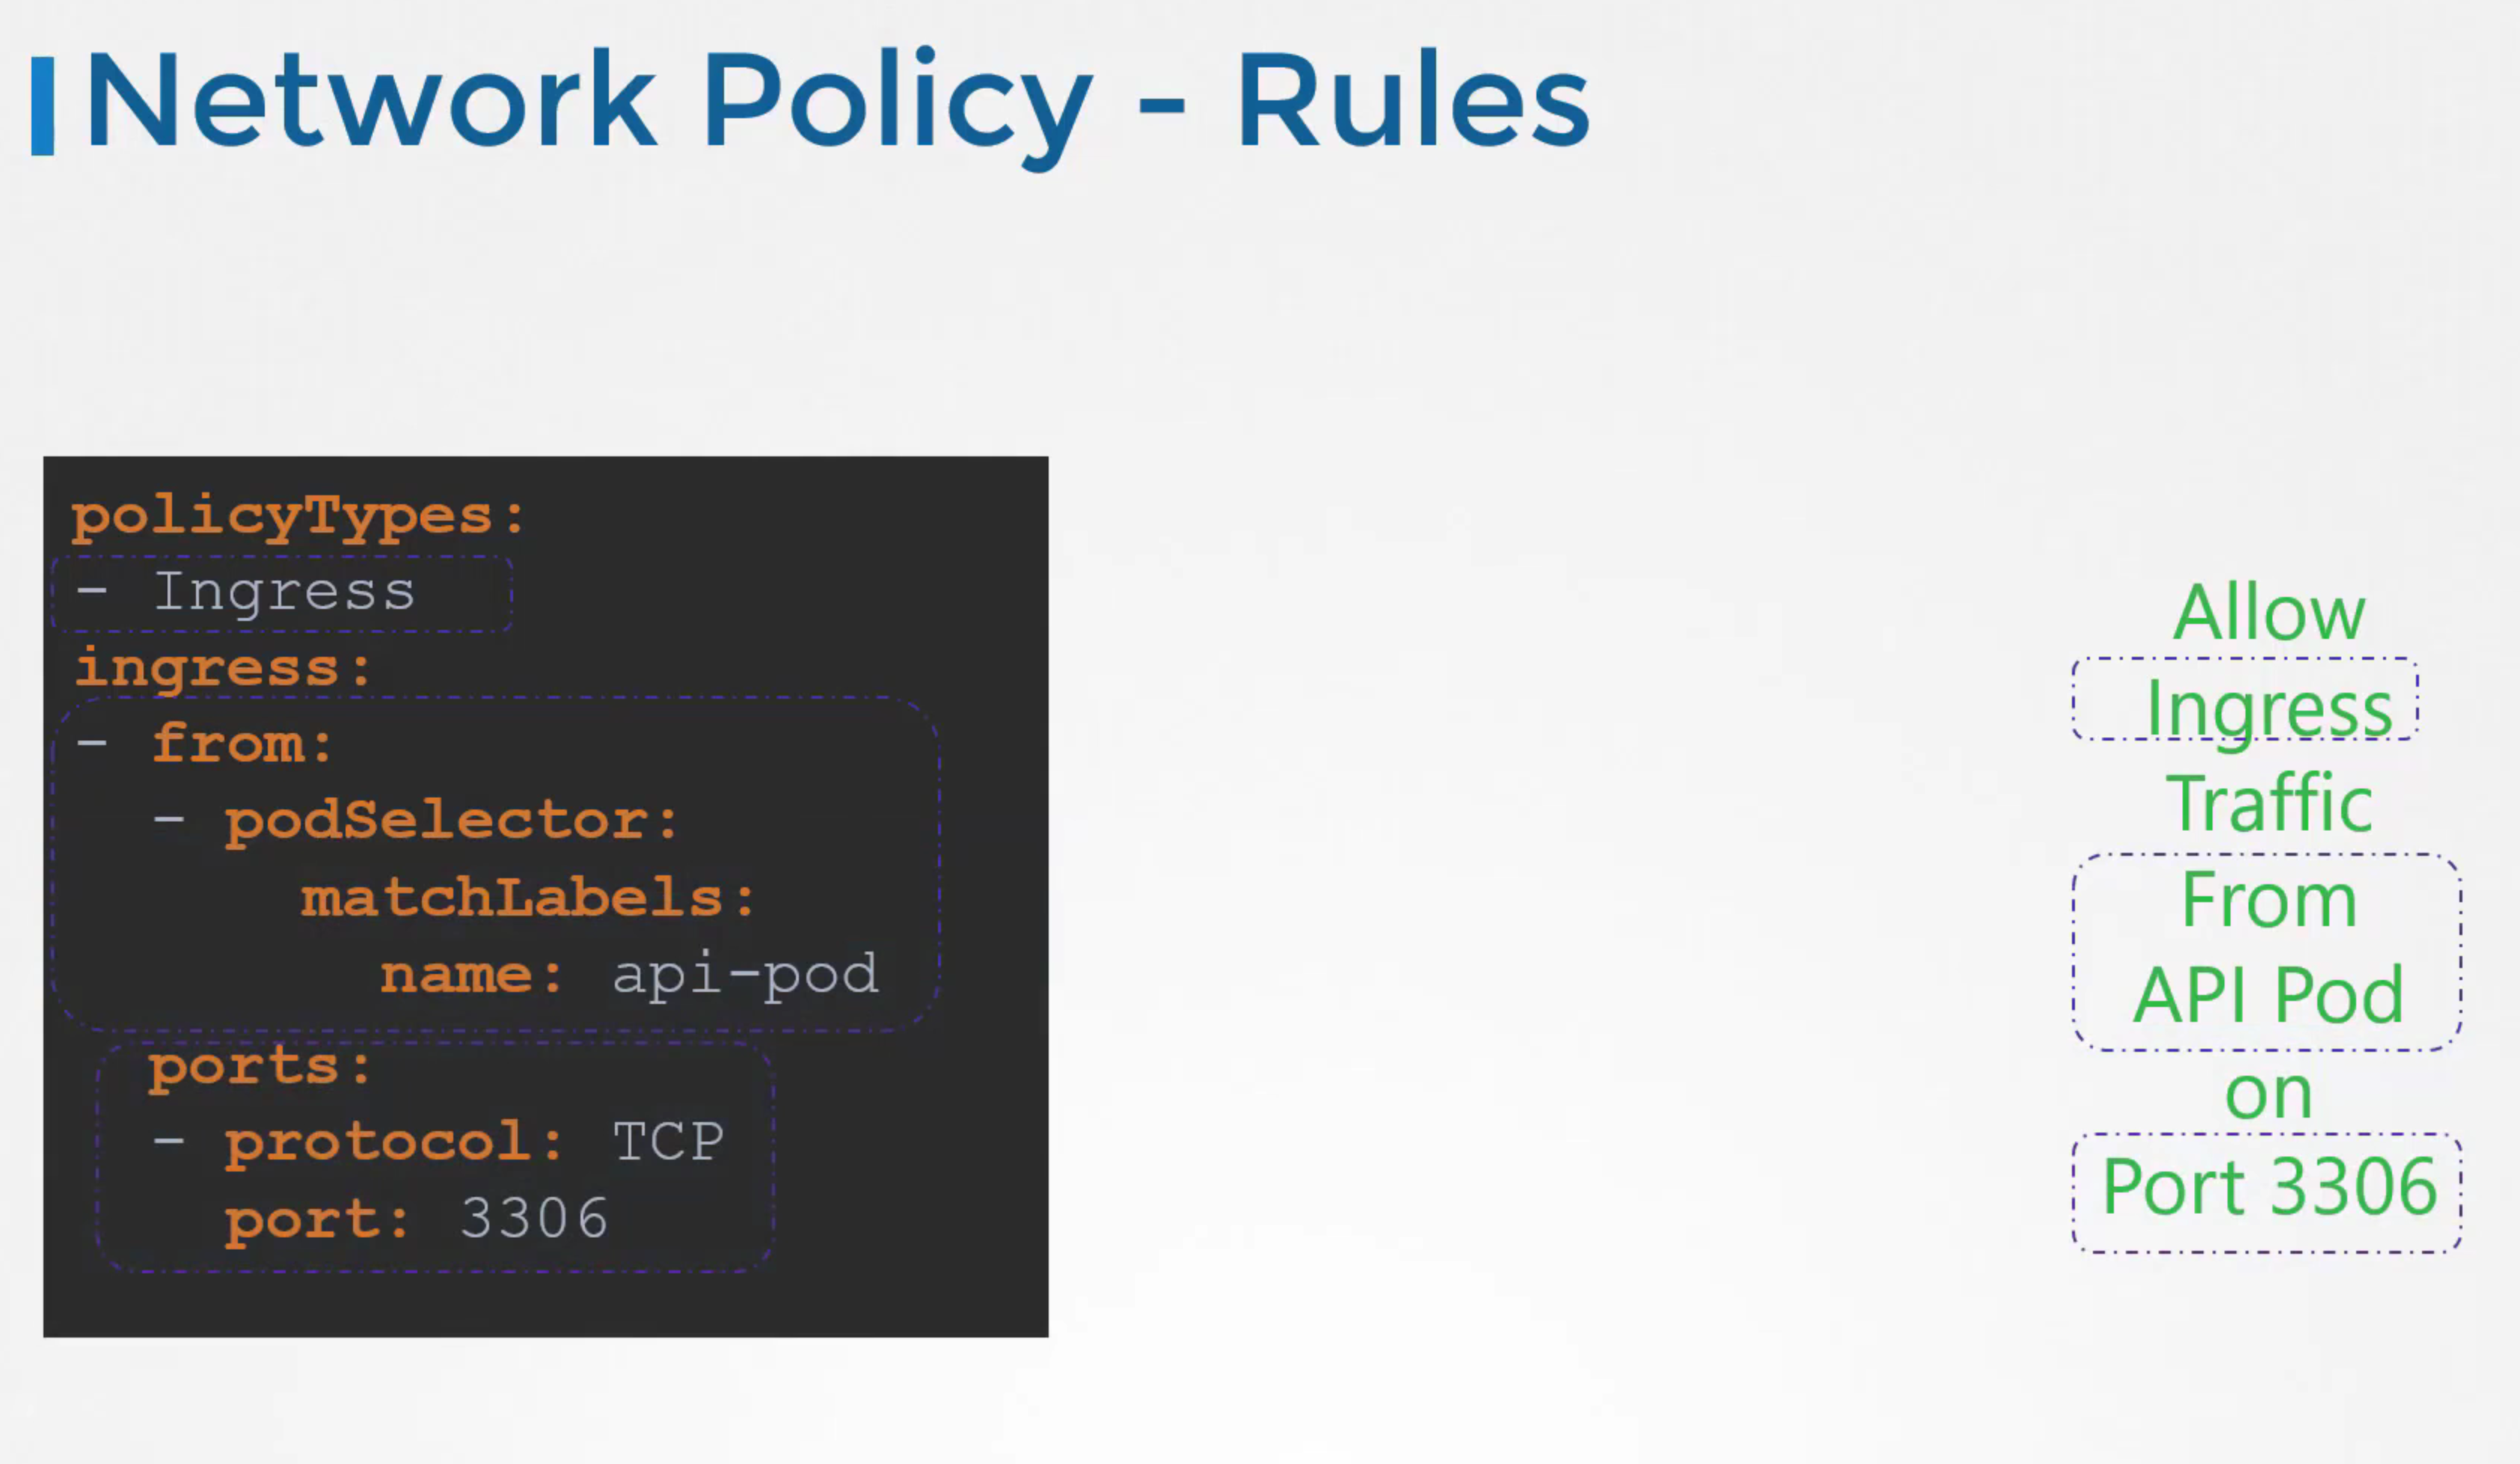 Network Policy - Rules
policyTypes:
- Ingress
ingress:
- from:
  - podSelector:
      matchLabels:
        name: api-pod
  ports:
  - protocol: TCP
    port: 3306
Allow
Ingress
Traffic
From
API Pod
on
Port 3306